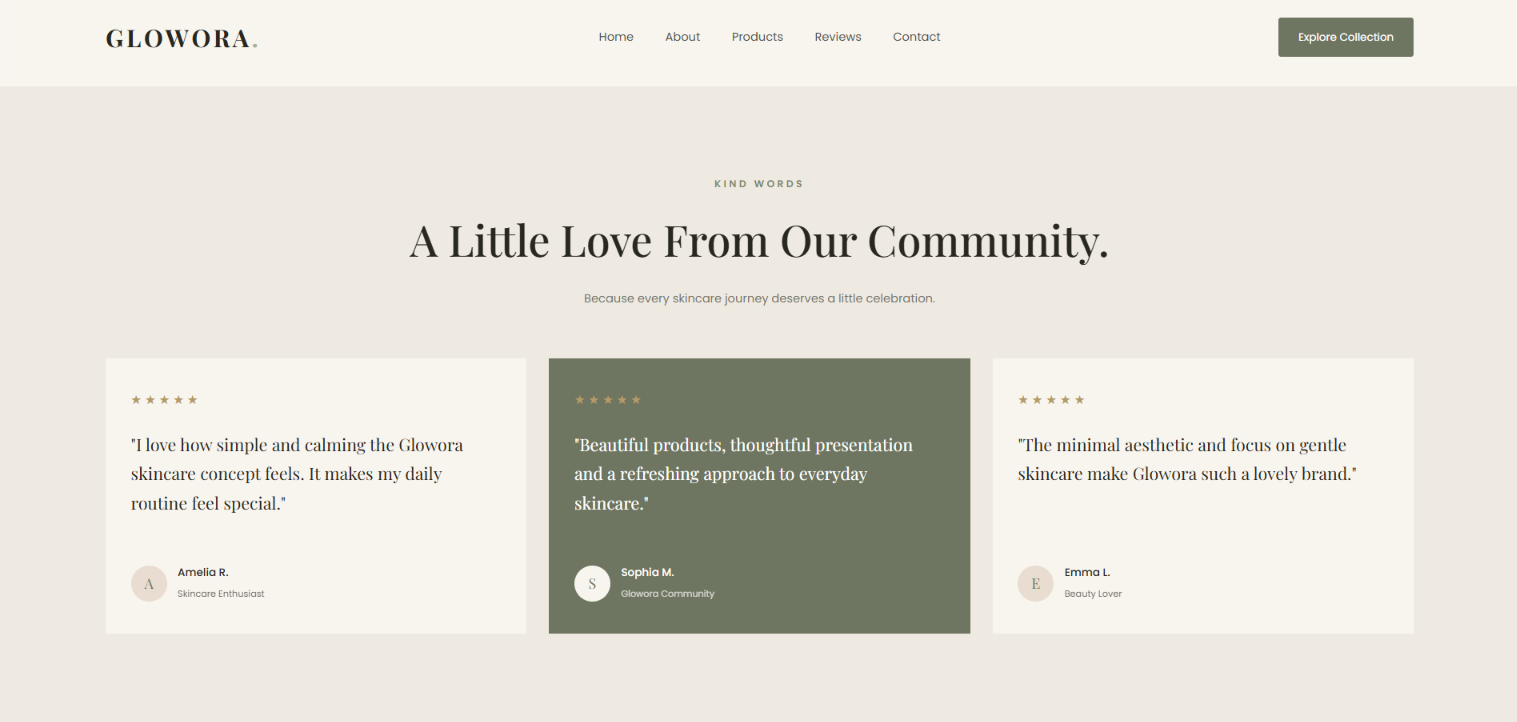 GLOWORA.
Home About Products Reviews Contact
Explore Collection
KIND WORDS
A Little Love From Our Community.
Because every skincare journey deserves a little celebration.
★★★★★
"I love how simple and calming the Glowora
skincare concept feels. It makes my daily
routine feel special."
A
Amelia R.
Skincare Enthusiast
★★★★★
"Beautiful products, thoughtful presentation
and a refreshing approach to everyday
skincare."
S
Sophia M.
Glowora Community
★★★★★
"The minimal aesthetic and focus on gentle
skincare make Glowora such a lovely brand."
E
Emma L.
Beauty Lover